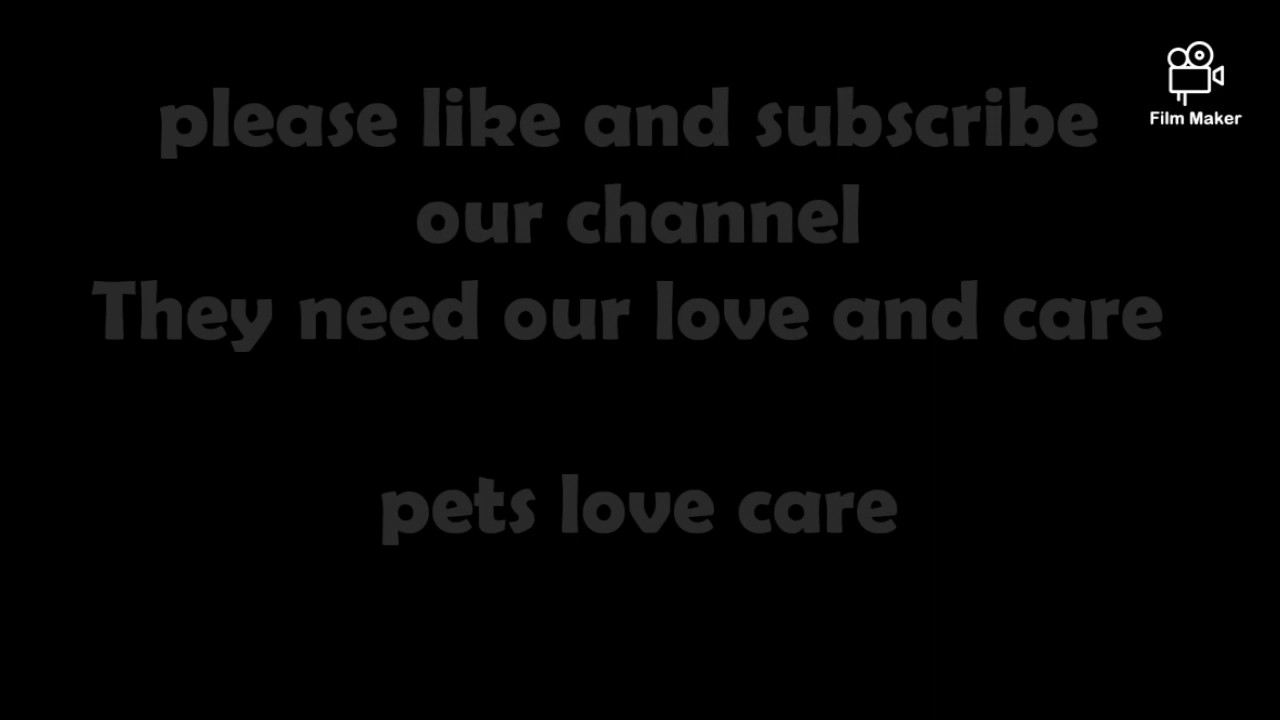 please like and subscribe
Film Maker
our channel
They need our love and care
pets love care